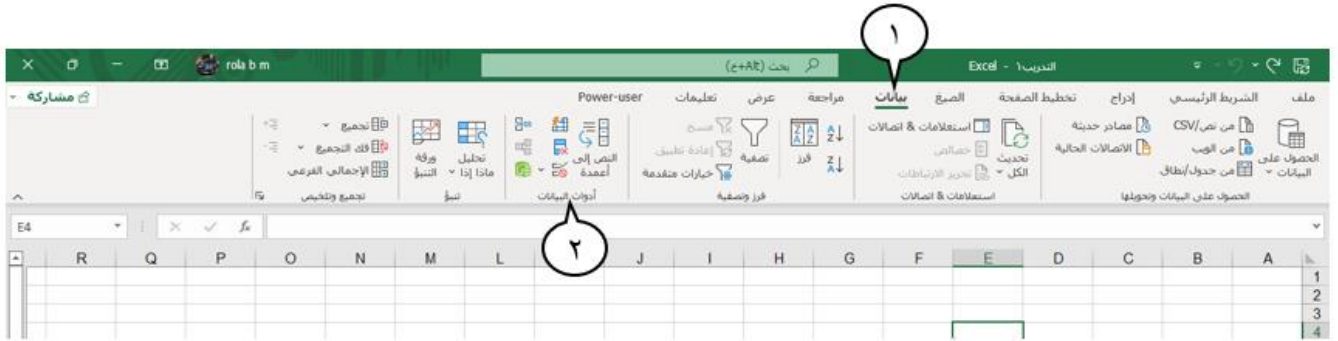 ١
التدريب١ - Excel بحث (Alt+ع) rola b m
ملف الشريط الرئيسي إدراج تخطيط الصفحة الصيغ بيانات مراجعة عرض تعليمات Power-user مشاركة
من نص/CSV مصادر حديثة استعلامات & اتصالات مسح تجميع
الحصول على البيانات من الويب الاتصالات الحالية تحديث الكل خصائص فرز تصفية إعادة تطبيق النص إلى أعمدة تحليل ماذا إذا ورقة التنبؤ فك التجميع
من جدول/نطاق تحرير الارتباطات خيارات متقدمة الإجمالي الفرعي
الحصول على البيانات وتحويلها استعلامات & اتصالات فرز وتصفية أدوات البيانات تنبؤ تجميع وتلخيص
٢
E4 fx
A B C D E F G H I J L M N O P Q R
1
2
3
4